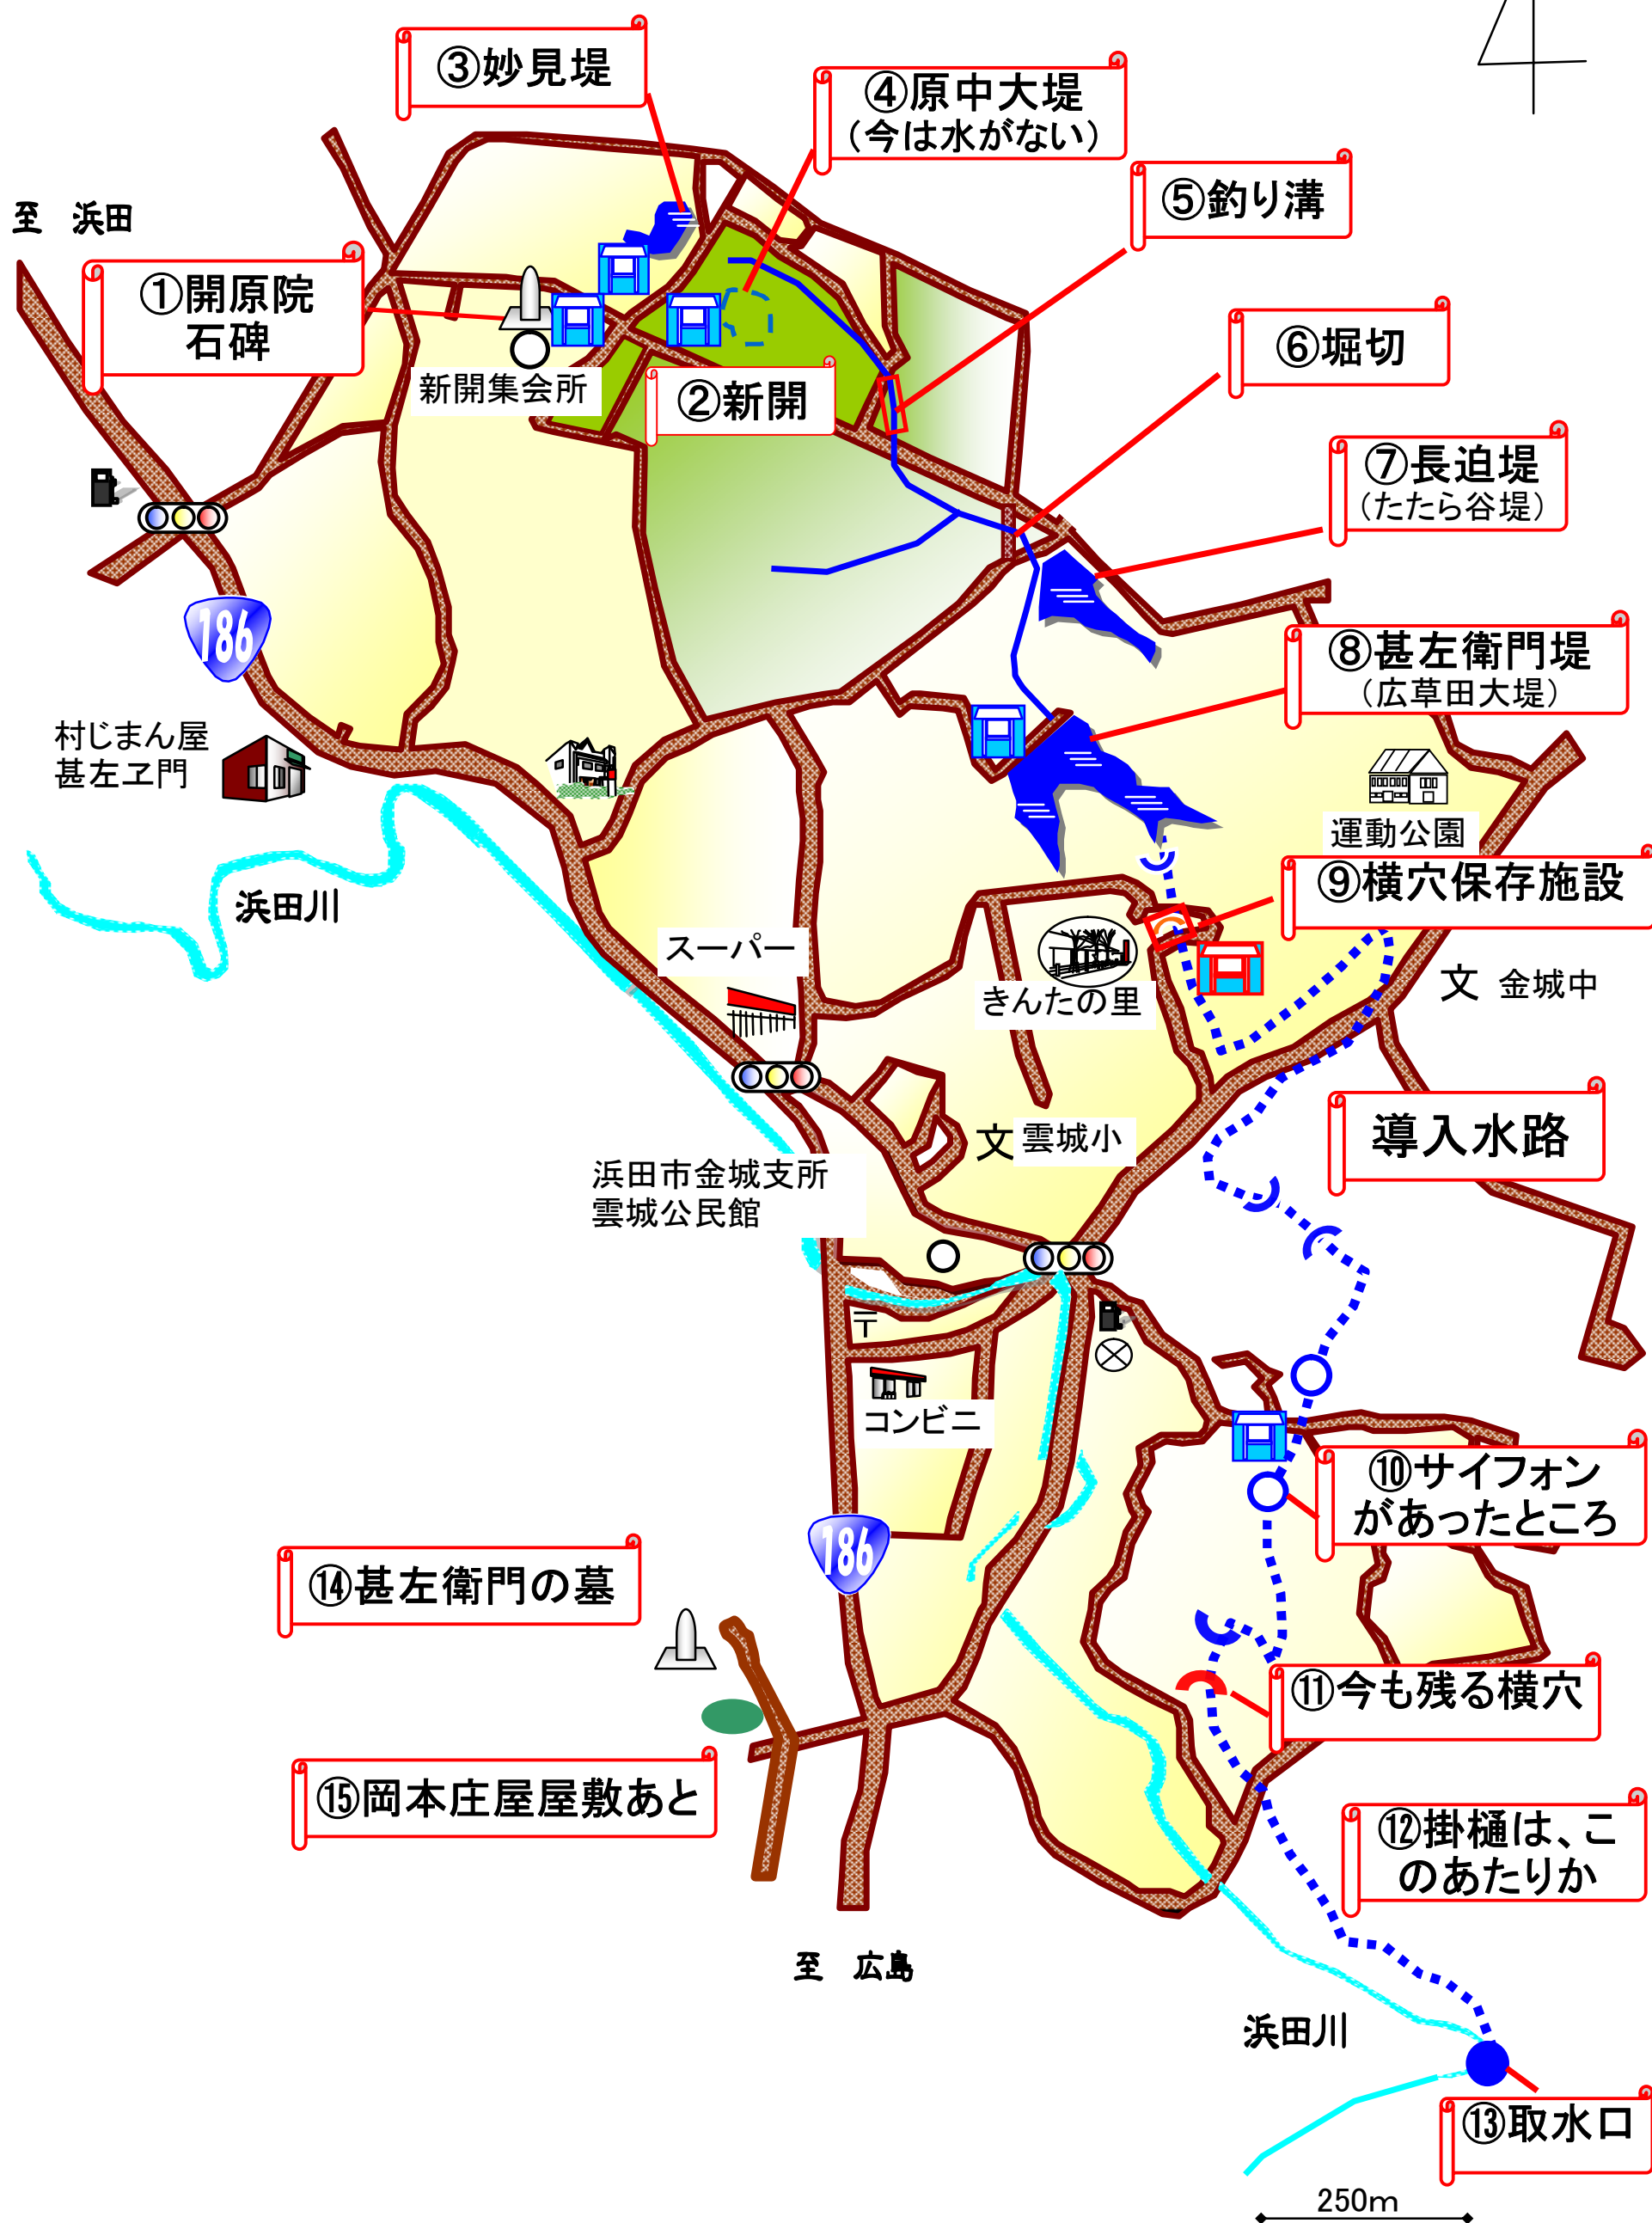 ③妙見堤
④原中大堤
(今は水がない)
⑤釣り溝
至 浜田
①開原院
石碑
⑥堀切
新開集会所
②新開
⑦長迫堤
(たたら谷堤)
186
⑧甚左衛門堤
(広草田大堤)
村じまん屋
甚左ヱ門
運動公園
⑨横穴保存施設
浜田川
スーパー
きんたの里
文 金城中
導入水路
文 雲城小
浜田市金城支所
雲城公民館
〒
コンビニ
⑩サイフォン
があったところ
186
⑭甚左衛門の墓
⑪今も残る横穴
⑮岡本庄屋屋敷あと
⑫掛樋は、こ
のあたりか
至 広島
浜田川
⑬取水口
250m